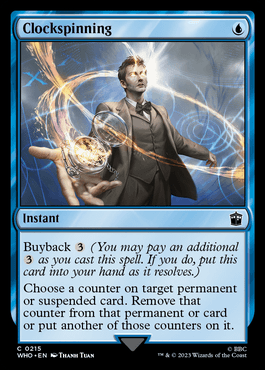 Clockspinning
Instant
Buyback 3 (You may pay an additional
3 as you cast this spell. If you do, put this
card into your hand as it resolves.)
Choose a counter on target permanent
or suspended card. Remove that
counter from that permanent or card
or put another of those counters on it.
C 0215
WHO • EN THANH TUAN
© BBC
™ & © 2023 Wizards of the Coast